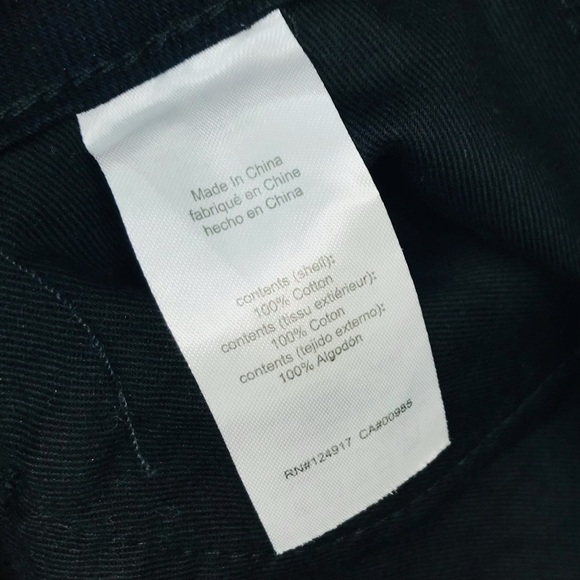 Made In China
fabriqué en Chine
hecho en China
contents (shell):
100% Cotton
contents (tissu extérieur):
100% Coton
contents (tejido externo):
100% Algodón
RN#124917 CA#00985